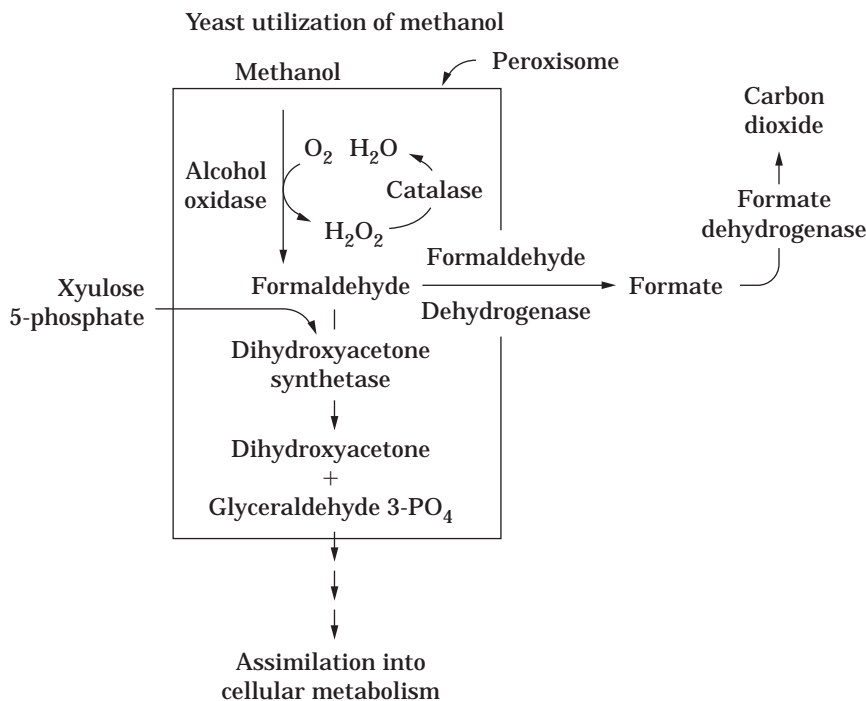 Yeast utilization of methanol
Peroxisome
Methanol
Carbon
dioxide
O₂ H₂O
Alcohol
oxidase
Catalase
H₂O₂
Formate
dehydrogenase
Formaldehyde
Xyulose
5-phosphate
Formaldehyde
Dehydrogenase
Formate
Dihydroxyacetone
synthetase
Dihydroxyacetone
+
Glyceraldehyde 3-PO₄
Assimilation into
cellular metabolism